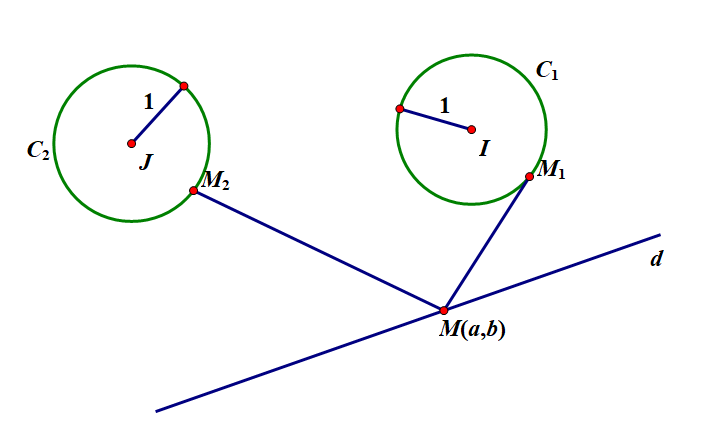 C₁
1
1
C₂
J
I
M₂
M₁
d
M(a,b)